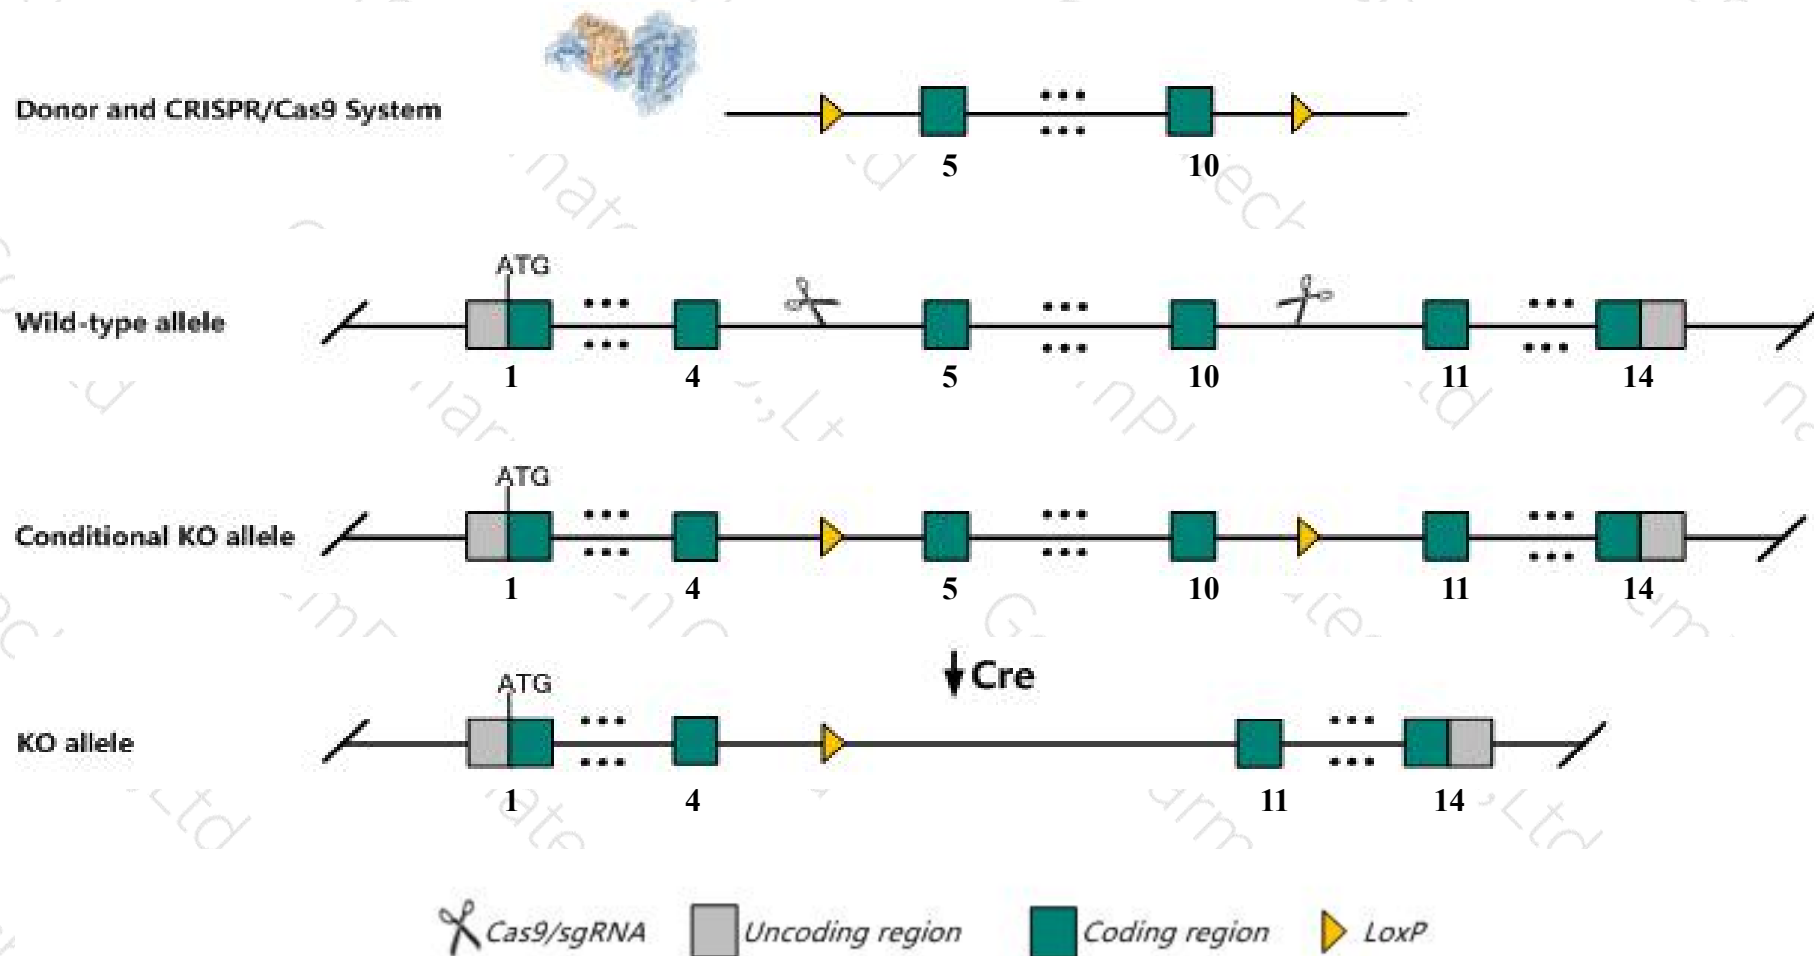 Donor and CRISPR/Cas9 System
5 10
ATG
Wild-type allele
1 4 5 10 11 14
ATG
Conditional KO allele
1 4 5 10 11 14
Cre
ATG
KO allele
1 4 11 14
Cas9/sgRNA Uncoding region Coding region LoxP